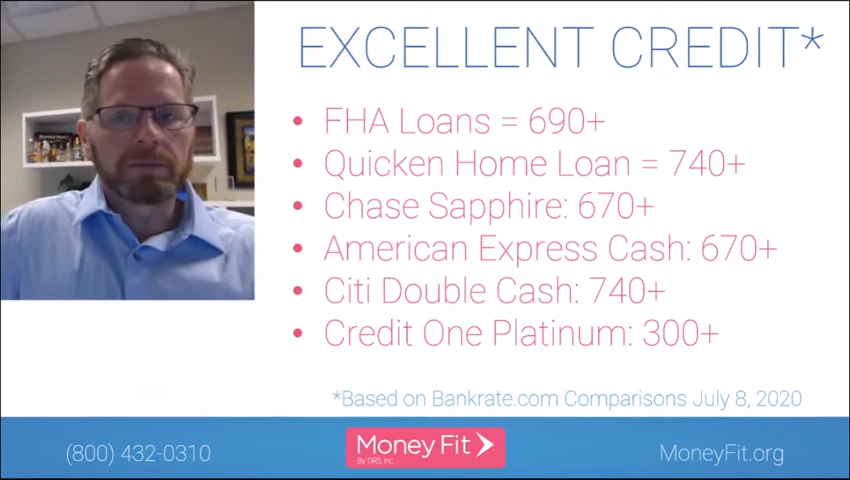 EXCELLENT CREDIT*
• FHA Loans = 690+
• Quicken Home Loan = 740+
• Chase Sapphire: 670+
• American Express Cash: 670+
• Citi Double Cash: 740+
• Credit One Platinum: 300+
*Based on Bankrate.com Comparisons July 8, 2020
(800) 432-0310
Money Fit
By DRS, Inc.
MoneyFit.org